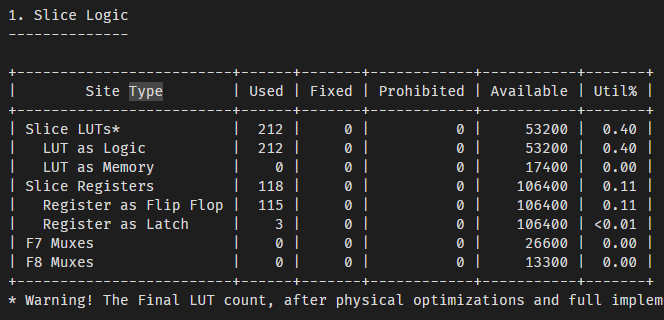 1. Slice Logic
--------------
+-------------------------+------+-------+------------+-----------+-------+
|        Site Type        | Used | Fixed | Prohibited | Available | Util% |
+-------------------------+------+-------+------------+-----------+-------+
| Slice LUTs*             |  212 |     0 |          0 |     53200 |  0.40 |
|   LUT as Logic          |  212 |     0 |          0 |     53200 |  0.40 |
|   LUT as Memory         |    0 |     0 |          0 |     17400 |  0.00 |
| Slice Registers         |  118 |     0 |          0 |    106400 |  0.11 |
|   Register as Flip Flop |  115 |     0 |          0 |    106400 |  0.11 |
|   Register as Latch     |    3 |     0 |          0 |    106400 | <0.01 |
| F7 Muxes                |    0 |     0 |          0 |     26600 |  0.00 |
| F8 Muxes                |    0 |     0 |          0 |     13300 |  0.00 |
+-------------------------+------+-------+------------+-----------+-------+
* Warning! The Final LUT count, after physical optimizations and full implem